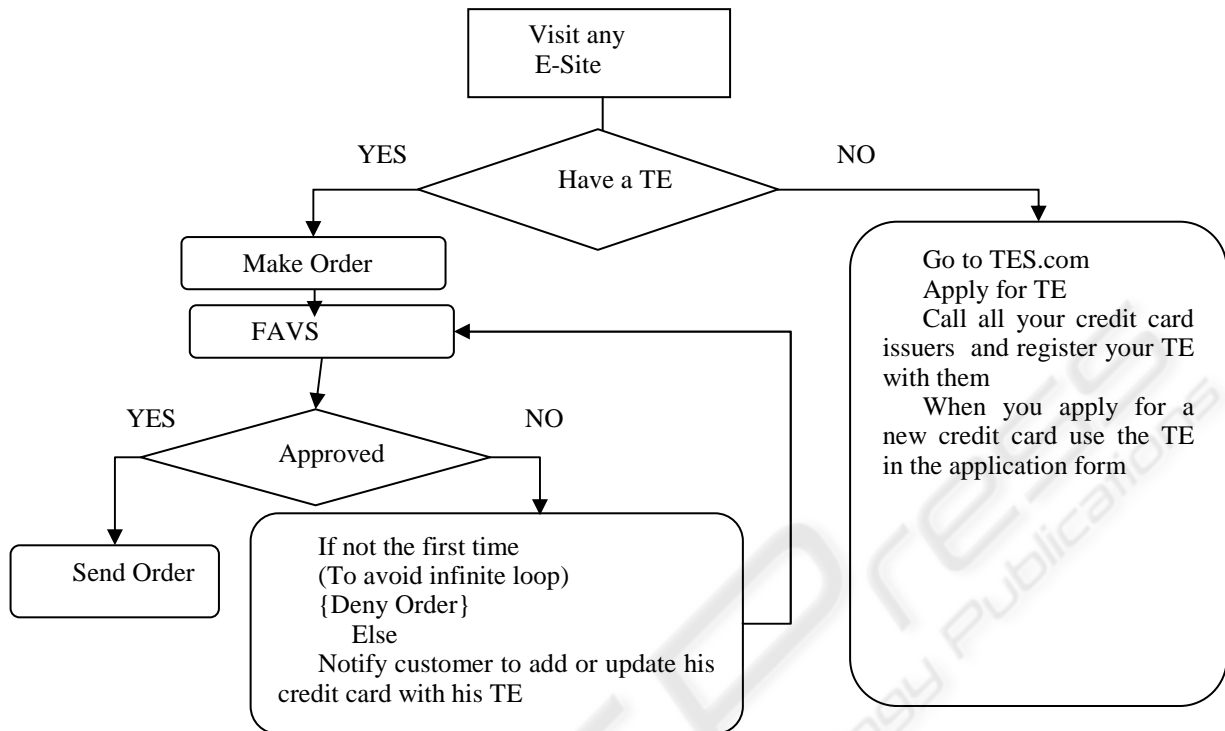 Visit any
E-Site
YES
NO
Have a TE
Make Order
FAVS
YES
NO
Approved
Send Order
If not the first time
(To avoid infinite loop)
{Deny Order}
Else
Notify customer to add or update his
credit card with his TE
Go to TES.com
Apply for TE
Call all your credit card
issuers and register your TE
with them
When you apply for a
new credit card use the TE
in the application form
Press
Publications